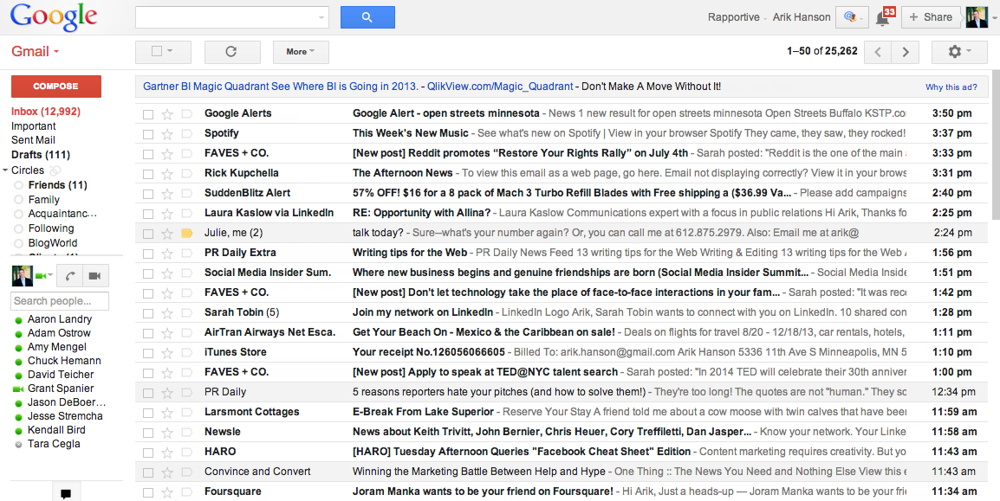 Google
Rapportive Arik Hanson 33 + Share
Gmail
More
1–50 of 25,262
COMPOSE
Inbox (12,992)
Important
Sent Mail
Drafts (111)
Circles
Friends (11)
Family
Acquaintanc...
Following
BlogWorld
Search people...
Aaron Landry
Adam Ostrow
Amy Mengel
Chuck Hemann
David Teicher
Grant Spanier
Jason DeBoer...
Jesse Stremcha
Kendall Bird
Tara Cegla
Gartner BI Magic Quadrant See Where BI is Going in 2013. - QlikView.com/Magic_Quadrant - Don't Make A Move Without It! Why this ad?
Google Alerts Google Alert - open streets minnesota - News 1 new result for open streets minnesota Open Streets Buffalo KSTP.co 3:50 pm
Spotify This Week's New Music - See what's new on Spotify | View in your browser Spotify They came, they saw, they rocked! 3:37 pm
FAVES + CO. [New post] Reddit promotes “Restore Your Rights Rally” on July 4th - Sarah posted: "Reddit is the one of the main 3:33 pm
Rick Kupchella The Afternoon News - To view this email as a web page, go here. Email not displaying correctly? View it in your brows 3:31 pm
SuddenBlitz Alert 57% OFF! $16 for a 8 pack of Mach 3 Turbo Refill Blades with Free shipping a ($36.99 Va... - Please add campaigns 2:40 pm
Laura Kaslow via LinkedIn RE: Opportunity with Allina? - Laura Kaslow Communications expert with a focus in public relations Hi Arik, Thanks fo 2:25 pm
Julie, me (2) talk today? - Sure--what's your number again? Or, you can call me at 612.875.2979. Also: Email me at arik@ 2:24 pm
PR Daily Extra Writing tips for the Web - PR Daily News Feed 13 writing tips for the Web Writing & Editing 13 writing tips for the Web 1:56 pm
Social Media Insider Sum. Where new business begins and genuine friendships are born (Social Media Insider Summit... - Social Media Inside 1:51 pm
FAVES + CO. [New post] Don't let technology take the place of face-to-face interactions in your fam... - Sarah posted: "It was rece 1:42 pm
Sarah Tobin (5) Join my network on LinkedIn - LinkedIn Logo Arik, Sarah Tobin wants to connect with you on LinkedIn. 10 shared con 1:28 pm
AirTran Airways Net Esca. Get Your Beach On - Mexico & the Caribbean on sale! - Deals on flights for travel 8/20 - 12/18/13, car rentals, hotels, 1:11 pm
iTunes Store Your receipt No.126056066605 - Billed To: arik.hanson@gmail.com Arik Hanson 5336 11th Ave S Minneapolis, MN 5 1:10 pm
FAVES + CO. [New post] Apply to speak at TED@NYC talent search - Sarah posted: "In 2014 TED will celebrate their 30th anniver 1:00 pm
PR Daily 5 reasons reporters hate your pitches (and how to solve them!) - They're too long! The quotes are not "human." They sc 12:34 pm
Larsmont Cottages E-Break From Lake Superior - Reserve Your Stay A friend told me about a cow moose with twin calves that have been 11:59 am
Newsle News about Keith Trivitt, John Bernier, Chris Heuer, Cory Treffiletti, Dan Jasper... - Know your network. Your Linke 11:58 am
HARO [HARO] Tuesday Afternoon Queries "Facebook Cheat Sheet" Edition - Content marketing requires creativity. But yo 11:43 am
Convince and Convert Winning the Marketing Battle Between Help and Hype - One Thing :: The News You Need and Nothing Else View this e 11:43 am
Foursquare Joram Manka wants to be your friend on Foursquare! - Hi Arik, Just a heads-up — Joram Manka wants to be your frien 11:34 am